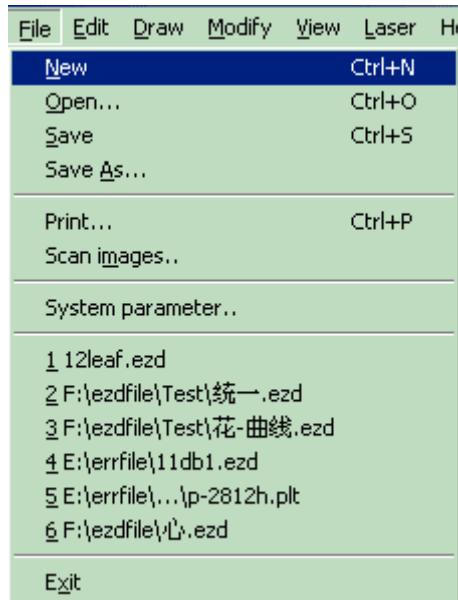 File Edit Draw Modify View Laser
New Ctrl+N
Open... Ctrl+O
Save Ctrl+S
Save As...
Print... Ctrl+P
Scan images..
System parameter..
1 12leaf.ezd
2 F:\ezdfile\Test\统一.ezd
3 F:\ezdfile\Test\花-曲线.ezd
4 E:\errfile\11db1.ezd
5 E:\errfile\...\p-2812h.plt
6 F:\ezdfile\心.ezd
Exit